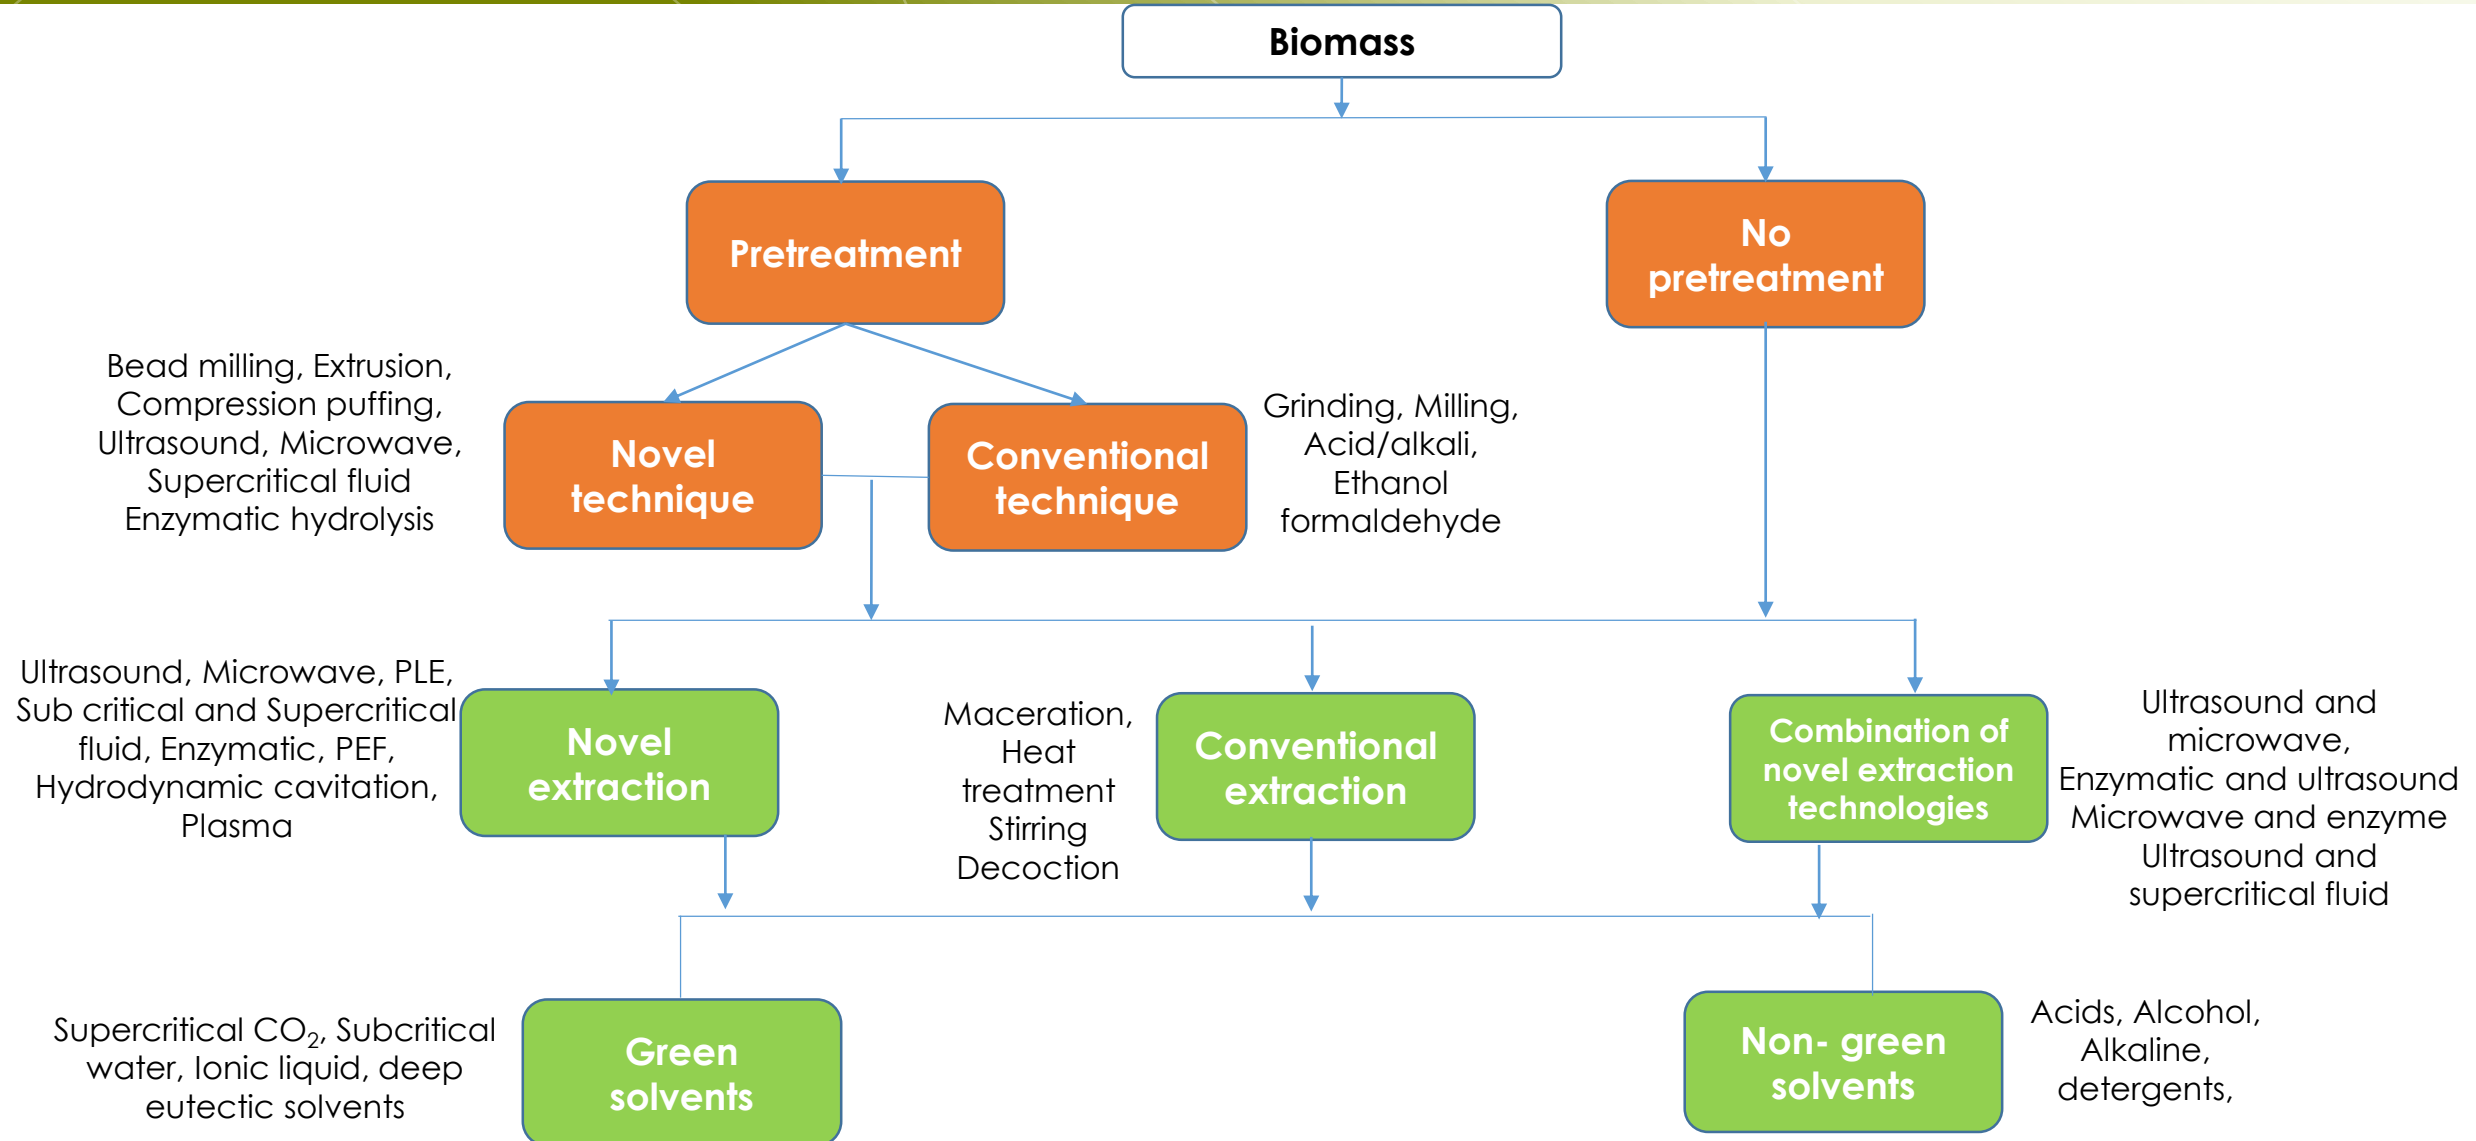 Biomass
Pretreatment
No
pretreatment
Bead milling, Extrusion,
Compression puffing,
Ultrasound, Microwave,
Supercritical fluid
Enzymatic hydrolysis
Novel
technique
Conventional
technique
Grinding, Milling,
Acid/alkali,
Ethanol
formaldehyde
Ultrasound, Microwave, PLE,
Sub critical and Supercritical
fluid, Enzymatic, PEF,
Hydrodynamic cavitation,
Plasma
Novel
extraction
Maceration,
Heat
treatment
Stirring
Decoction
Conventional
extraction
Combination of
novel extraction
technologies
Ultrasound and
microwave,
Enzymatic and ultrasound
Microwave and enzyme
Ultrasound and
supercritical fluid
Supercritical CO₂, Subcritical
water, Ionic liquid, deep
eutectic solvents
Green
solvents
Non- green
solvents
Acids, Alcohol,
Alkaline,
detergents,